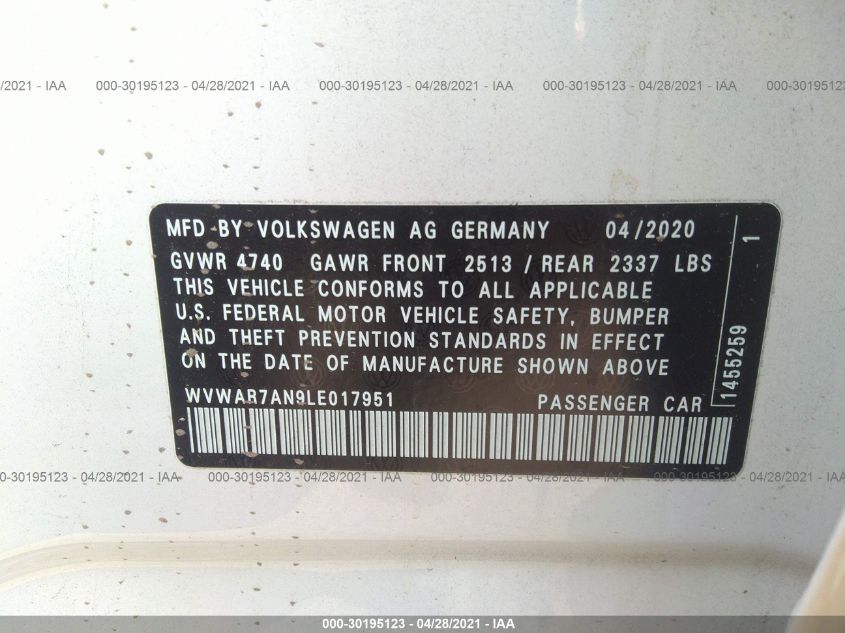 /2021 - IAA 000-30195123 - 04/28/2021 - IAA 000-30195123 - 04/28/2021 - IAA 000-30195123 - 04/28/2021 - IAA 000-30195123
MFD BY VOLKSWAGEN AG GERMANY 04/2020
GVWR 4740 GAWR FRONT 2513 / REAR 2337 LBS
THIS VEHICLE CONFORMS TO ALL APPLICABLE
U.S. FEDERAL MOTOR VEHICLE SAFETY, BUMPER
AND THEFT PREVENTION STANDARDS IN EFFECT
ON THE DATE OF MANUFACTURE SHOWN ABOVE
WVWAR7AN9LE017951 PASSENGER CAR
1455259 1
000-30195123 - 04/28/2021 - IAA 000-30195123 - 04/28/2021 - IAA 000-30195123 - 04/28/2021 - IAA 000-30195123 - 04/28/2021
000-30195123 - 04/28/2021 - IAA